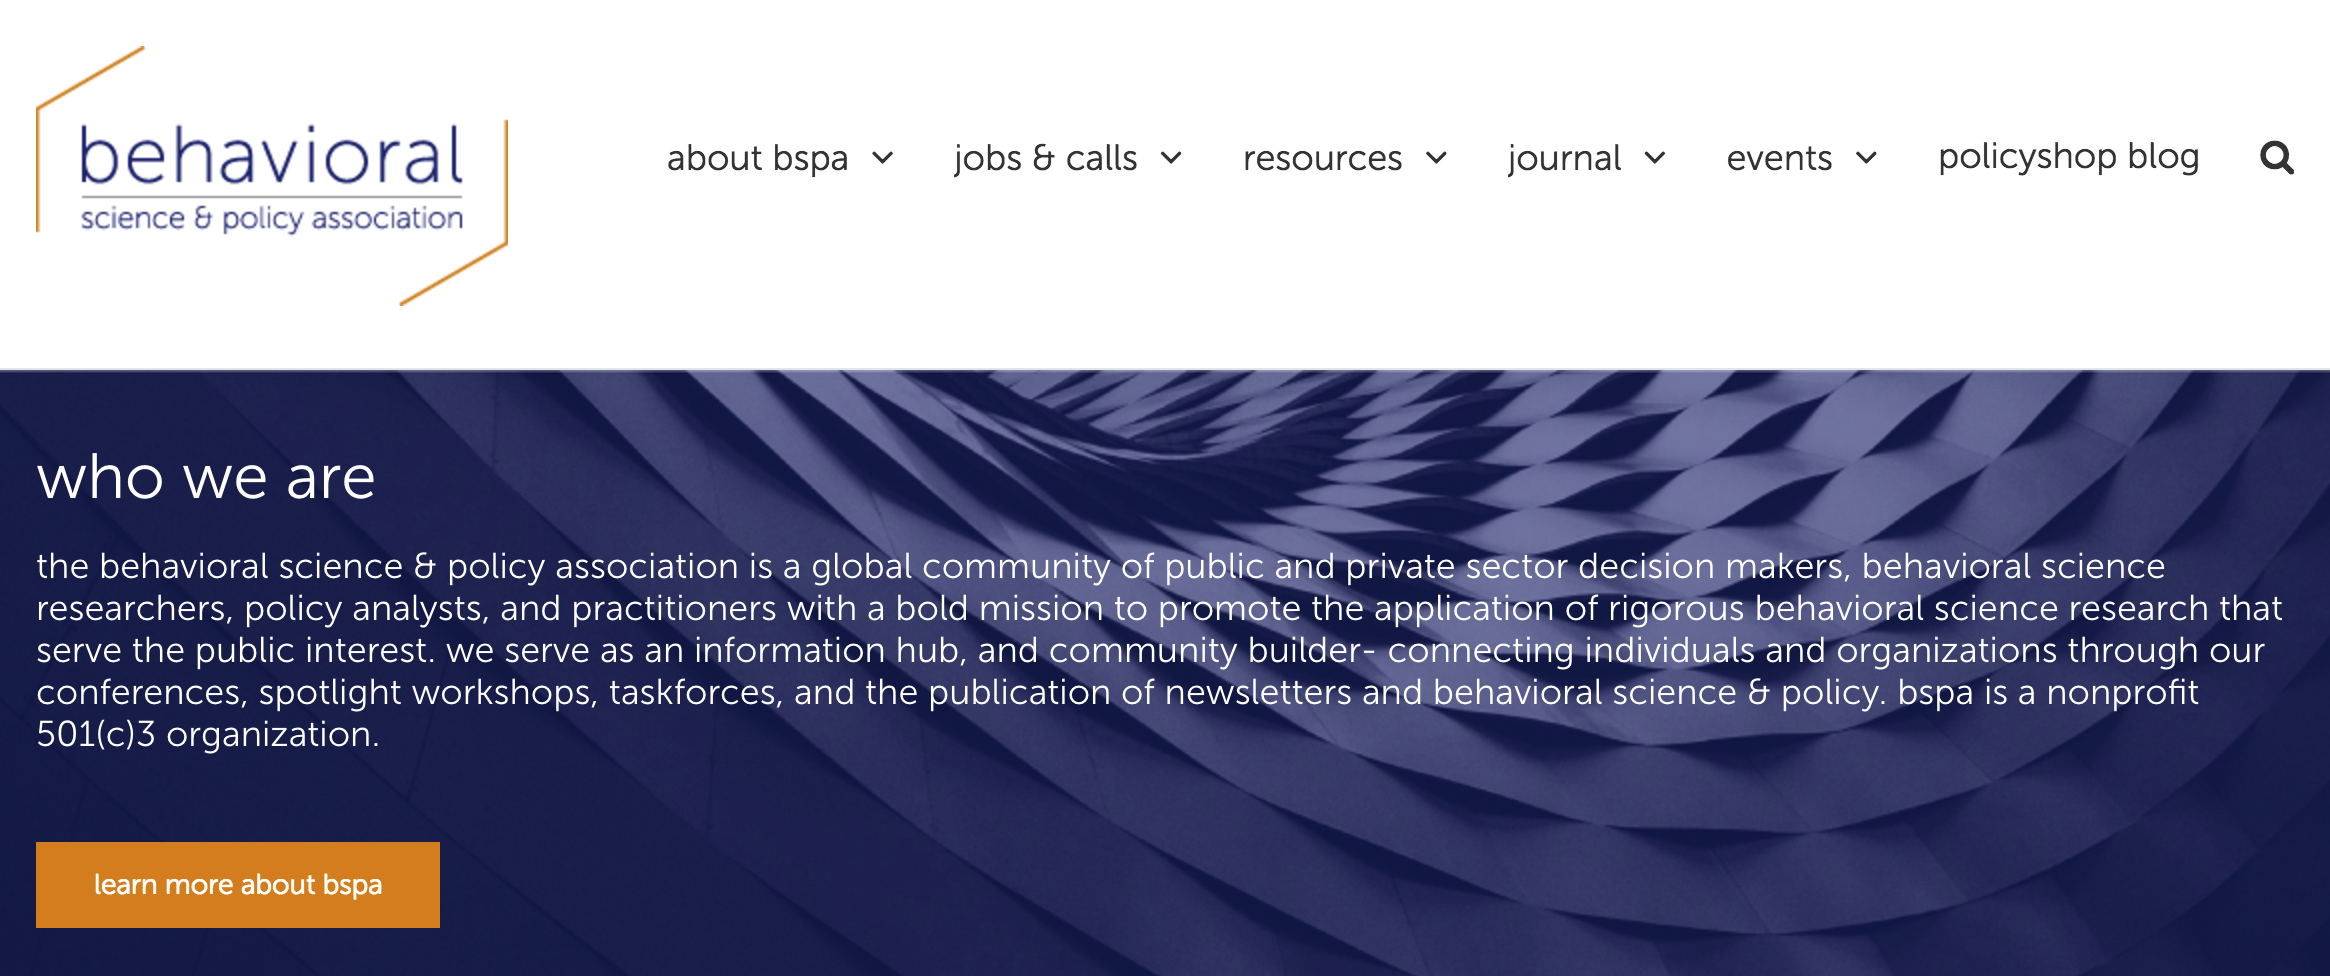 behavioral
science & policy association
about bspa
jobs & calls
resources
journal
events
policyshop blog
who we are
the behavioral science & policy association is a global community of public and private sector decision makers, behavioral science
researchers, policy analysts, and practitioners with a bold mission to promote the application of rigorous behavioral science research that
serve the public interest. we serve as an information hub, and community builder- connecting individuals and organizations through our
conferences, spotlight workshops, taskforces, and the publication of newsletters and behavioral science & policy. bspa is a nonprofit
501(c)3 organization.
learn more about bspa